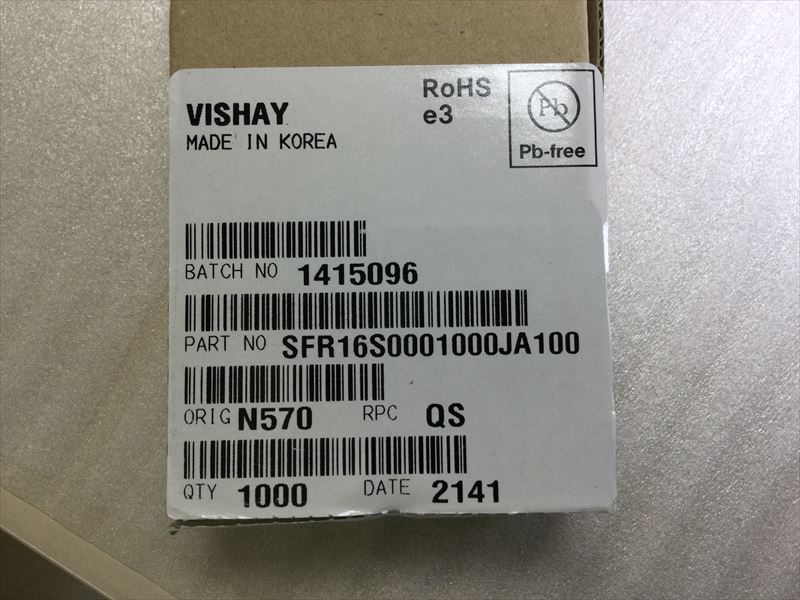 VISHAY
MADE IN KOREA
RoHS
e3
Pb
Pb-free
BATCH NO 1415096
PART NO SFR16S0001000JA100
ORIG N570 RPC QS
QTY 1000 DATE 2141